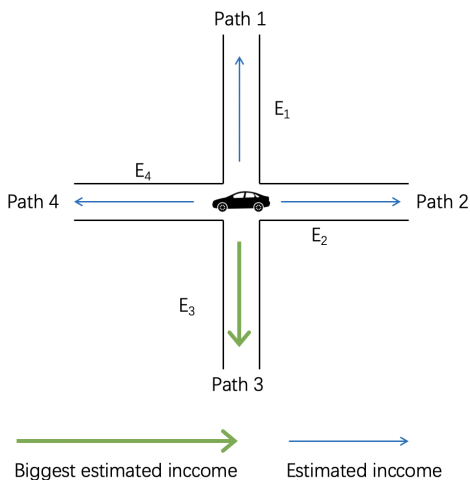 Path 1
E₁
E₄
Path 4
Path 2
E₂
E₃
Path 3
Biggest estimated inccome
Estimated inccome